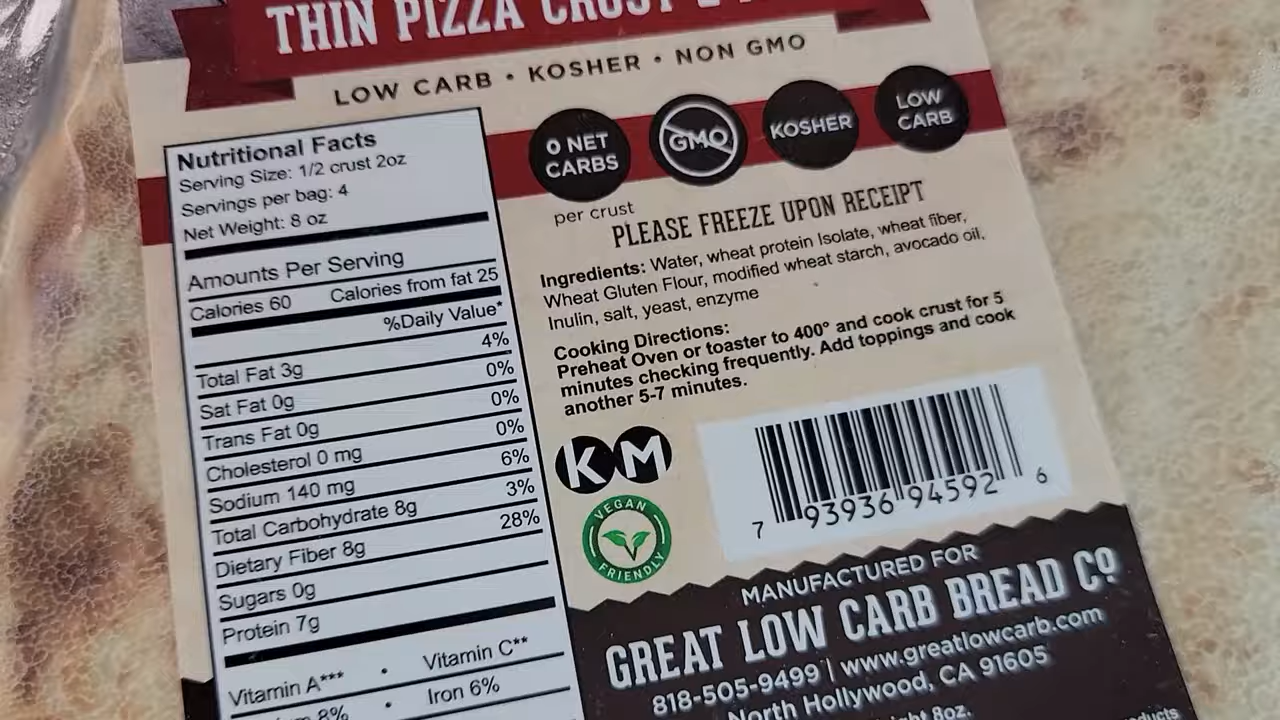 THIN PIZZA CRUST
LOW CARB • KOSHER • NON GMO
Nutritional Facts
Serving Size: 1/2 crust 2oz
Servings per bag: 4
Net Weight: 8 oz
Amounts Per Serving
Calories 60 Calories from fat 25
%Daily Value*
Total Fat 3g 4%
Sat Fat 0g 0%
Trans Fat 0g 0%
Cholesterol 0 mg 0%
Sodium 140 mg 6%
Total Carbohydrate 8g 3%
Dietary Fiber 8g 28%
Sugars 0g
Protein 7g
Vitamin A*** • Vitamin C**
8% • Iron 6%
0 NET
CARBS
per crust
GMO
KOSHER
LOW
CARB
PLEASE FREEZE UPON RECEIPT
Ingredients: Water, wheat protein Isolate, wheat fiber,
Wheat Gluten Flour, modified wheat starch, avocado oil,
Inulin, salt, yeast, enzyme
Cooking Directions:
Preheat Oven or toaster to 400° and cook crust for 5
minutes checking frequently. Add toppings and cook
another 5-7 minutes.
KM
VEGAN
FRIENDLY
7 93936 94592 6
MANUFACTURED FOR
GREAT LOW CARB BREAD CO
818-505-9499 | www.greatlowcarb.com
North Hollywood, CA 91605
8oz.